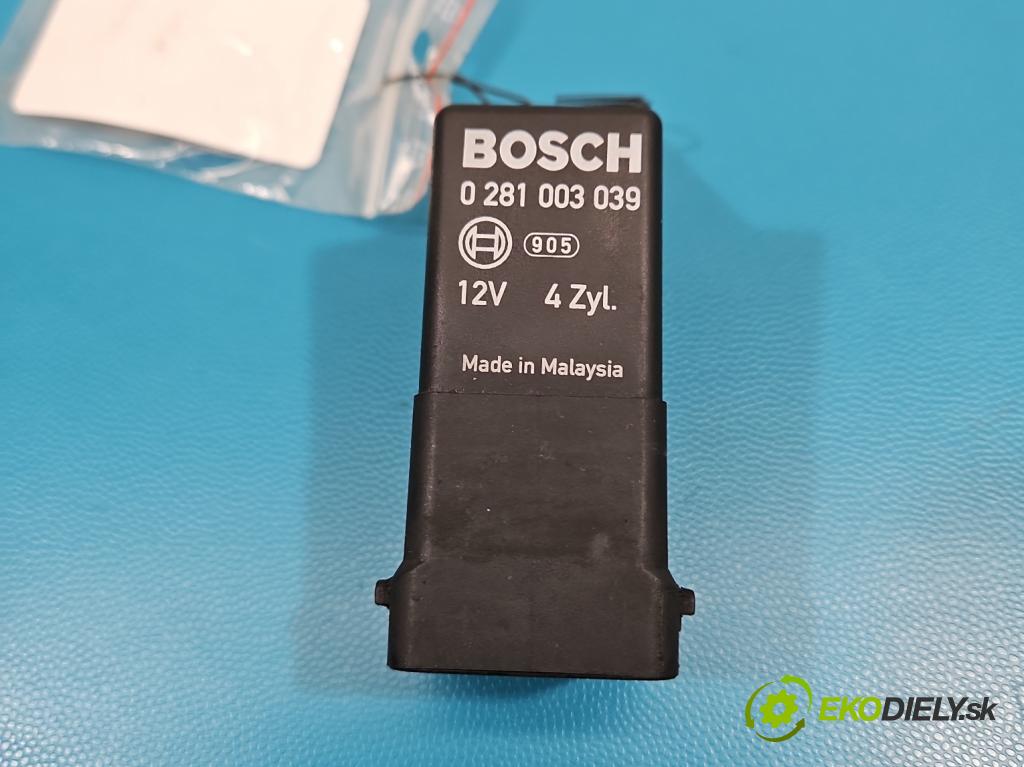 BOSCH
0 281 003 039
905
12V 4 Zyl.
Made in Malaysia
EKODIELY.sk